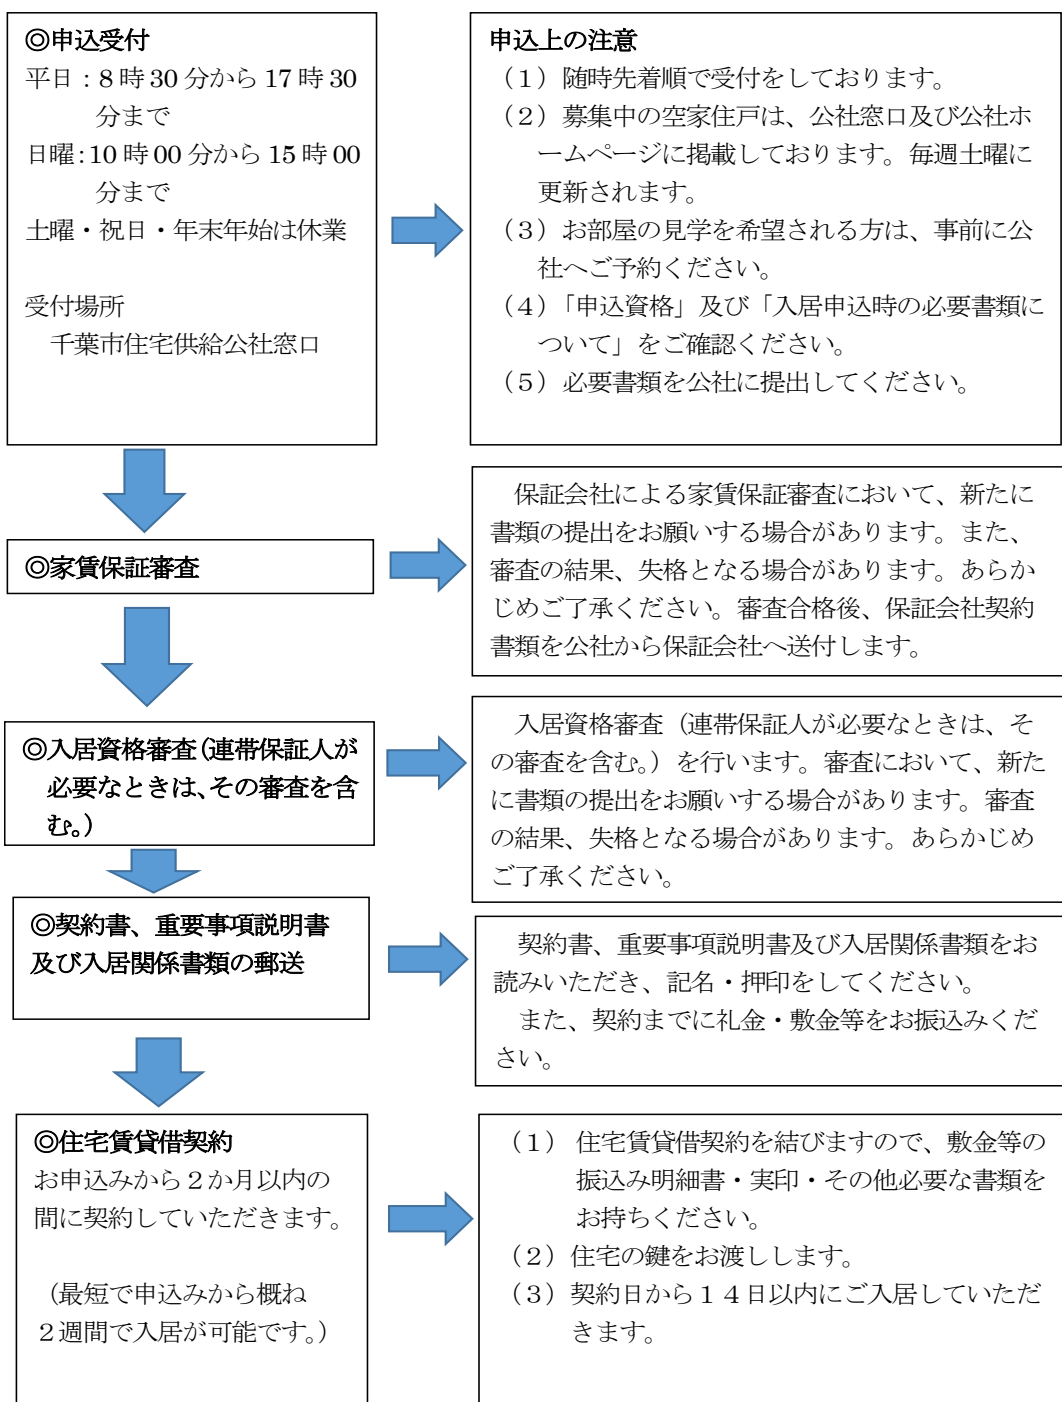 ◎申込受付
平日：8時30分から17時30
分まで
日曜：10時00分から15時00
分まで
土曜・祝日・年末年始は休業
受付場所
千葉市住宅供給公社窓口
申込上の注意
（1）随時先着順で受付をしております。
（2）募集中の空家住戸は、公社窓口及び公社ホ
ームページに掲載しております。毎週土曜に
更新されます。
（3）お部屋の見学を希望される方は、事前に公
社へご予約ください。
（4）「申込資格」及び「入居申込時の必要書類に
ついて」をご確認ください。
（5）必要書類を公社に提出してください。
◎家賃保証審査
保証会社による家賃保証審査において、新たに
書類の提出をお願いする場合があります。また、
審査の結果、失格となる場合があります。あらか
じめご了承ください。審査合格後、保証会社契約
書類を公社から保証会社へ送付します。
◎入居資格審査（連帯保証人が
必要なときは、その審査を含
む。）
入居資格審査（連帯保証人が必要なときは、そ
の審査を含む。）を行います。審査において、新た
に書類の提出をお願いする場合があります。審査
の結果、失格となる場合があります。あらかじめ
ご了承ください。
◎契約書、重要事項説明書
及び入居関係書類の郵送
契約書、重要事項説明書及び入居関係書類をお
読みいただき、記名・押印をしてください。
また、契約までに礼金・敷金等をお振込みくだ
さい。
◎住宅賃貸借契約
お申込みから２か月以内の
間に契約していただきます。
（最短で申込みから概ね
２週間で入居が可能です。）
（１）住宅賃貸借契約を結びますので、敷金等の
振込み明細書・実印・その他必要な書類を
お持ちください。
（２）住宅の鍵をお渡しします。
（３）契約日から１４日以内にご入居していただ
きます。